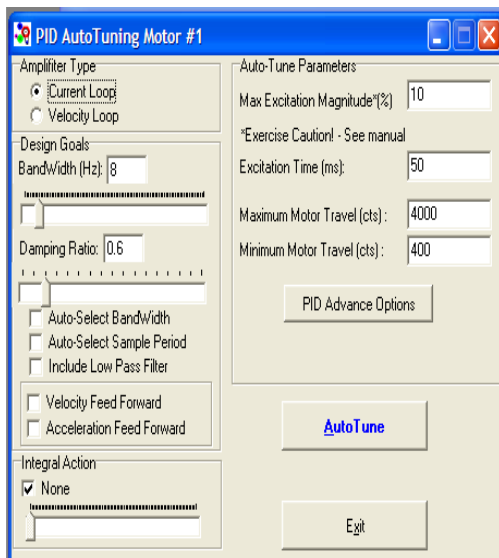 PID AutoTuning Motor #1
Amplifiter Type
Current Loop
Velocity Loop
Design Goals
BandWidth (Hz): 8
Damping Ratio: 0.6
Auto-Select BandWidth
Auto-Select Sample Period
Include Low Pass Filter
Velocity Feed Forward
Acceleration Feed Forward
Integral Action
None
Auto-Tune Parameters
Max Excitation Magnitude*(%) 10
*Exercise Caution! - See manual
Excitation Time (ms): 50
Maximum Motor Travel (cts) : 4000
Minimum Motor Travel (cts) : 400
PID Advance Options
AutoTune
Exit